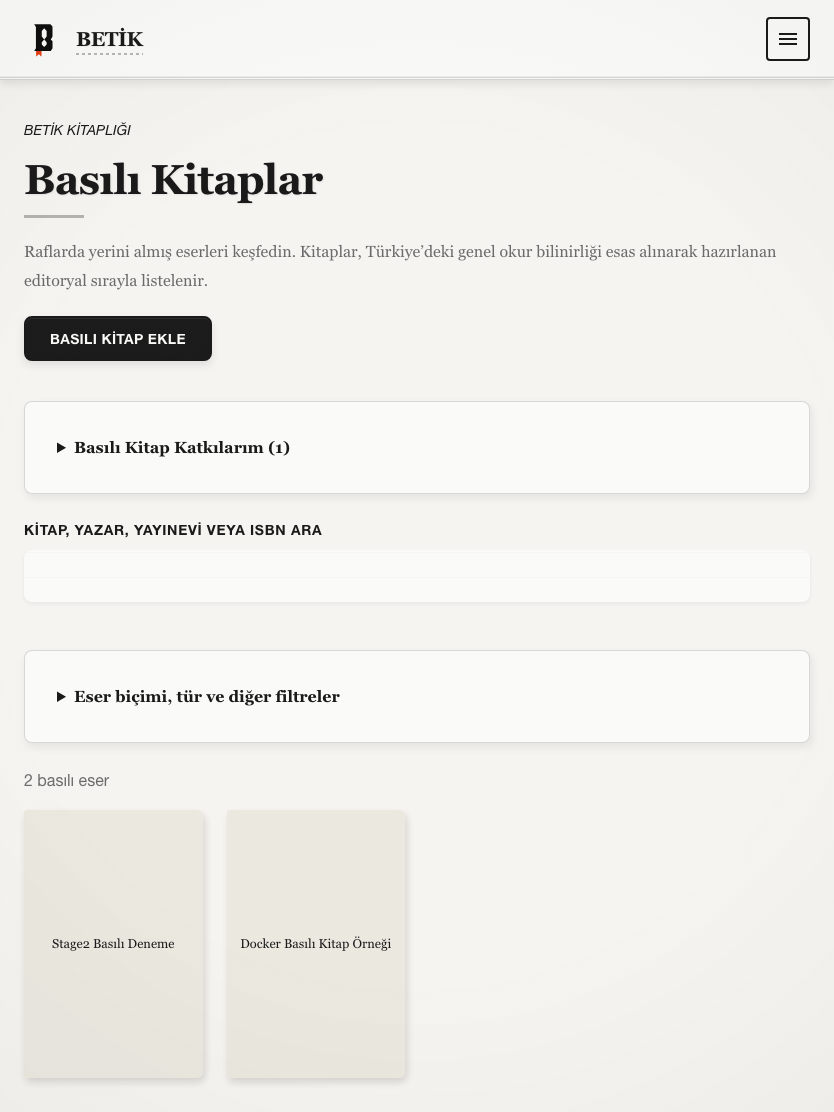 BETİK
BETİK KİTAPLIĞI
Basılı Kitaplar
Raflarda yerini almış eserleri keşfedin. Kitaplar, Türkiye’deki genel okur bilinirliği esas alınarak hazırlanan
editoryal sırayla listelenir.
BASILI KİTAP EKLE
Basılı Kitap Katkılarım (1)
KİTAP, YAZAR, YAYINEVİ VEYA ISBN ARA
Eser biçimi, tür ve diğer filtreler
2 basılı eser
Stage2 Basılı Deneme
Docker Basılı Kitap Örneği